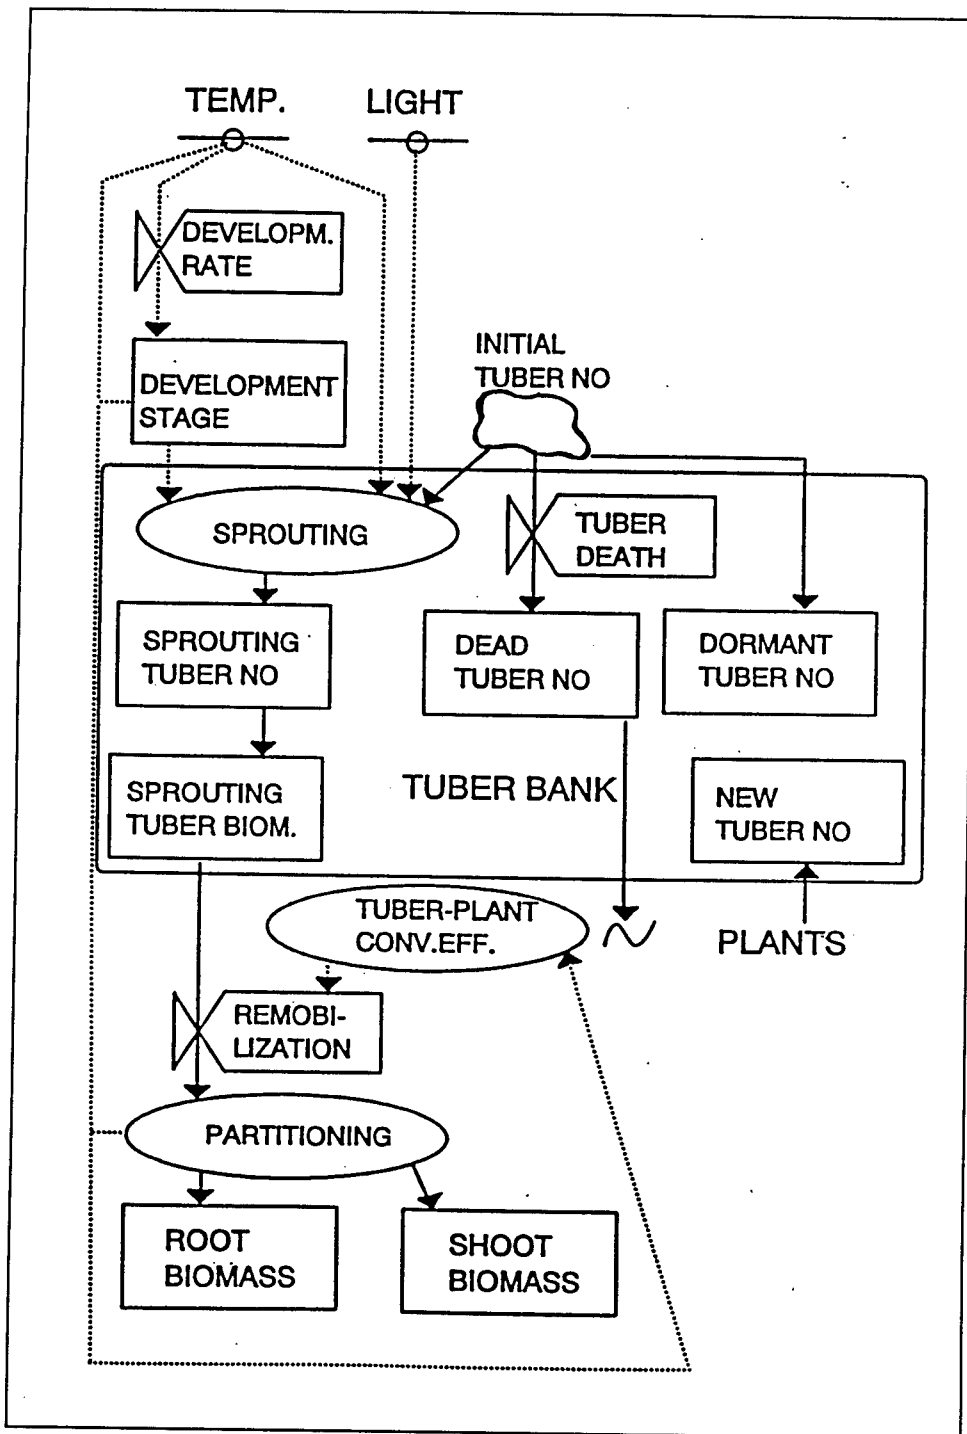 TEMP.
LIGHT
DEVELOPM.
RATE
INITIAL
TUBER NO
DEVELOPMENT
STAGE
SPROUTING
TUBER
DEATH
SPROUTING
TUBER NO
DEAD
TUBER NO
DORMANT
TUBER NO
SPROUTING
TUBER BIOM.
TUBER BANK
NEW
TUBER NO
TUBER-PLANT
CONV.EFF.
PLANTS
REMOBI-
LIZATION
PARTITIONING
ROOT
BIOMASS
SHOOT
BIOMASS